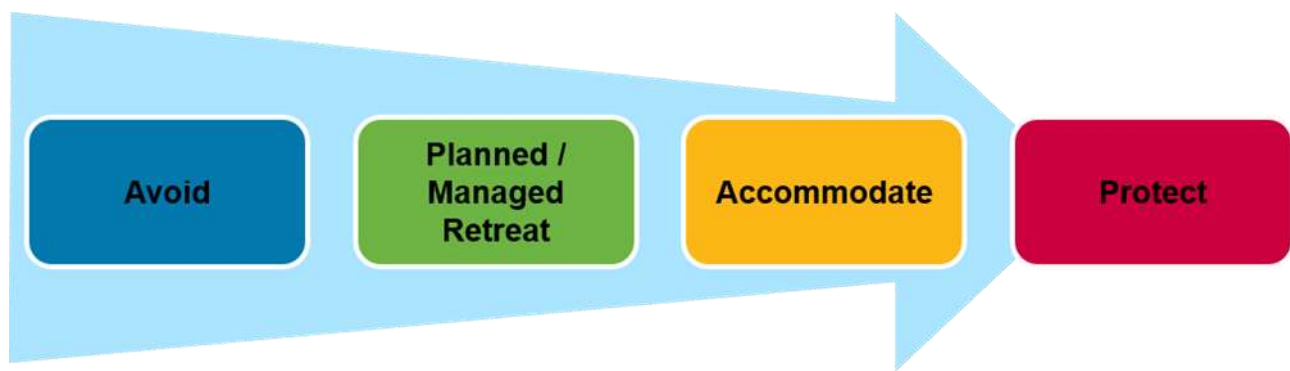 Avoid
Planned /
Managed
Retreat
Accommodate
Protect